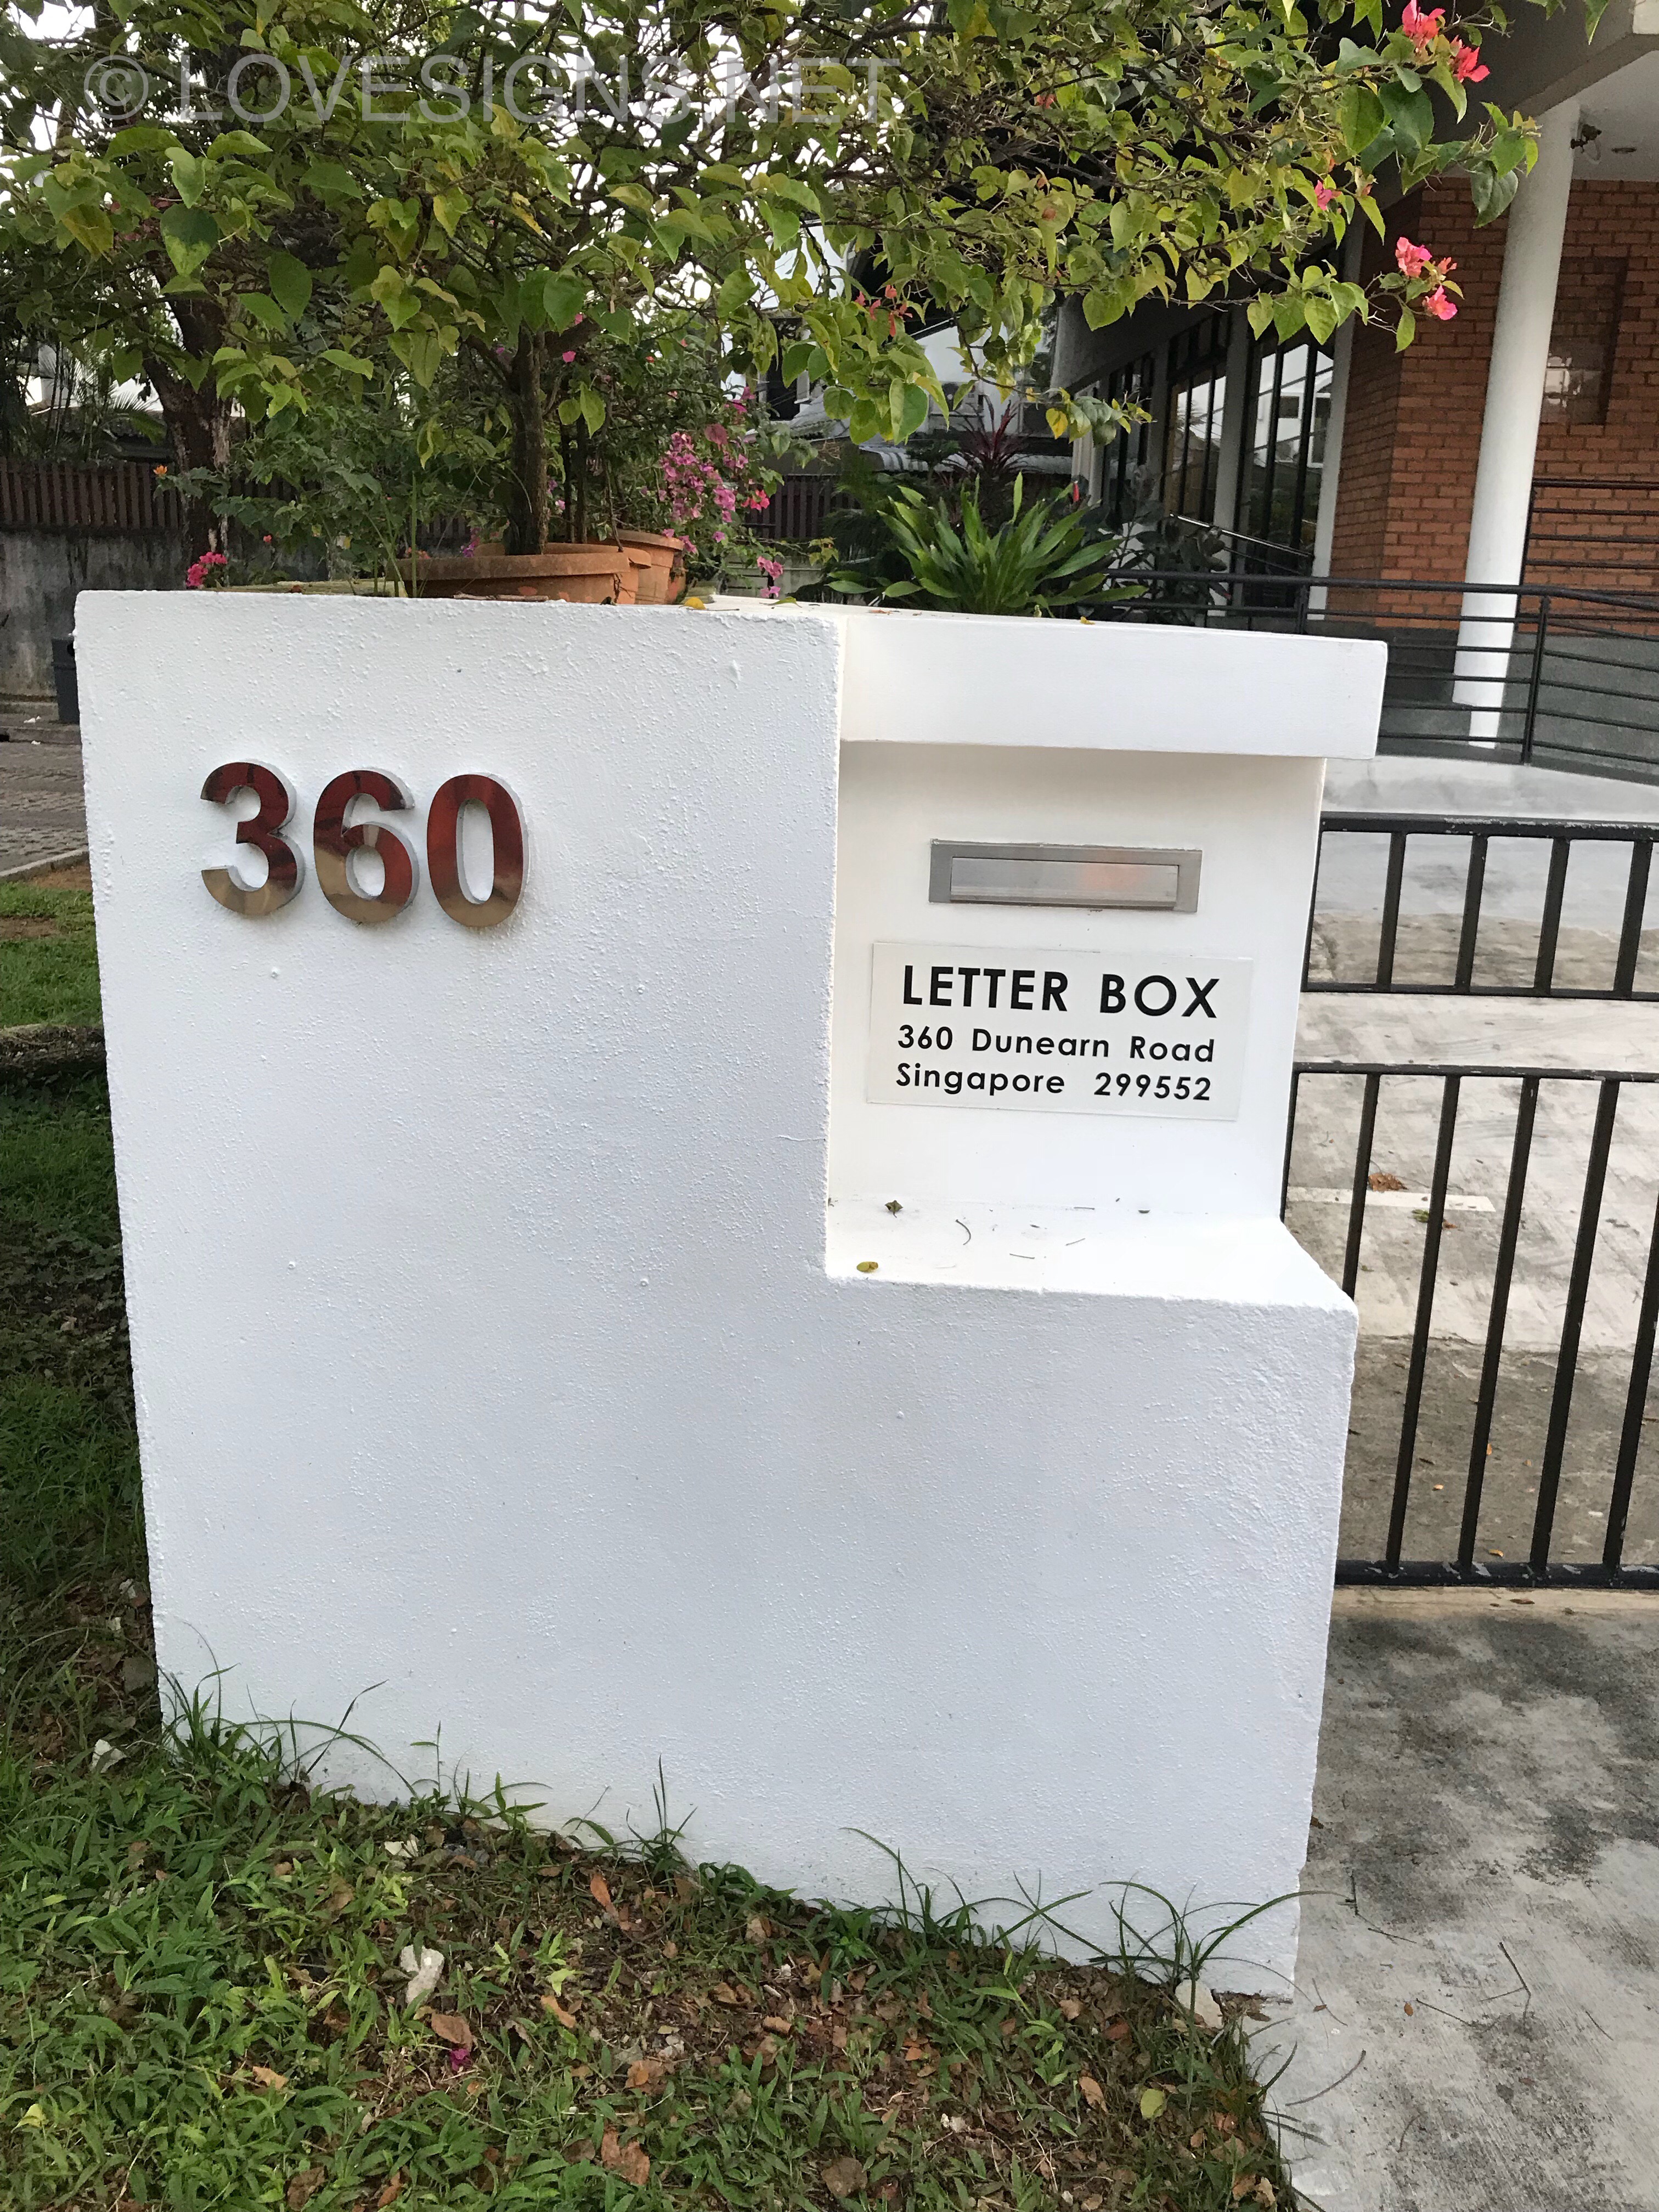 © LOVESIGNS.NET
360
LETTER BOX
360 Dunearn Road
Singapore 299552